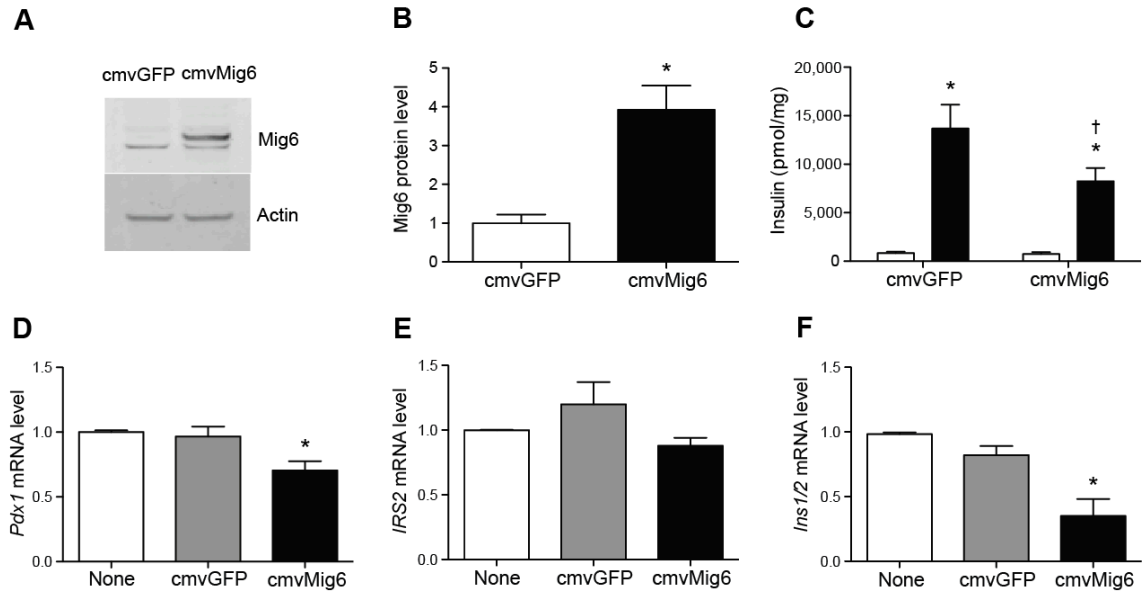 A
cmvGFP cmvMig6
Mig6
Actin
B
Mig6 protein level
5
4
3
2
1
0
*
cmvGFP cmvMig6
C
Insulin (pmol/mg)
20,000
15,000
10,000
5,000
0
*
†
*
cmvGFP cmvMig6
D
Pdx1 mRNA level
1.5
1.0
0.5
0.0
*
None cmvGFP cmvMig6
E
IRS2 mRNA level
1.5
1.0
0.5
0.0
None cmvGFP cmvMig6
F
Ins1/2 mRNA level
1.5
1.0
0.5
0.0
*
None cmvGFP cmvMig6